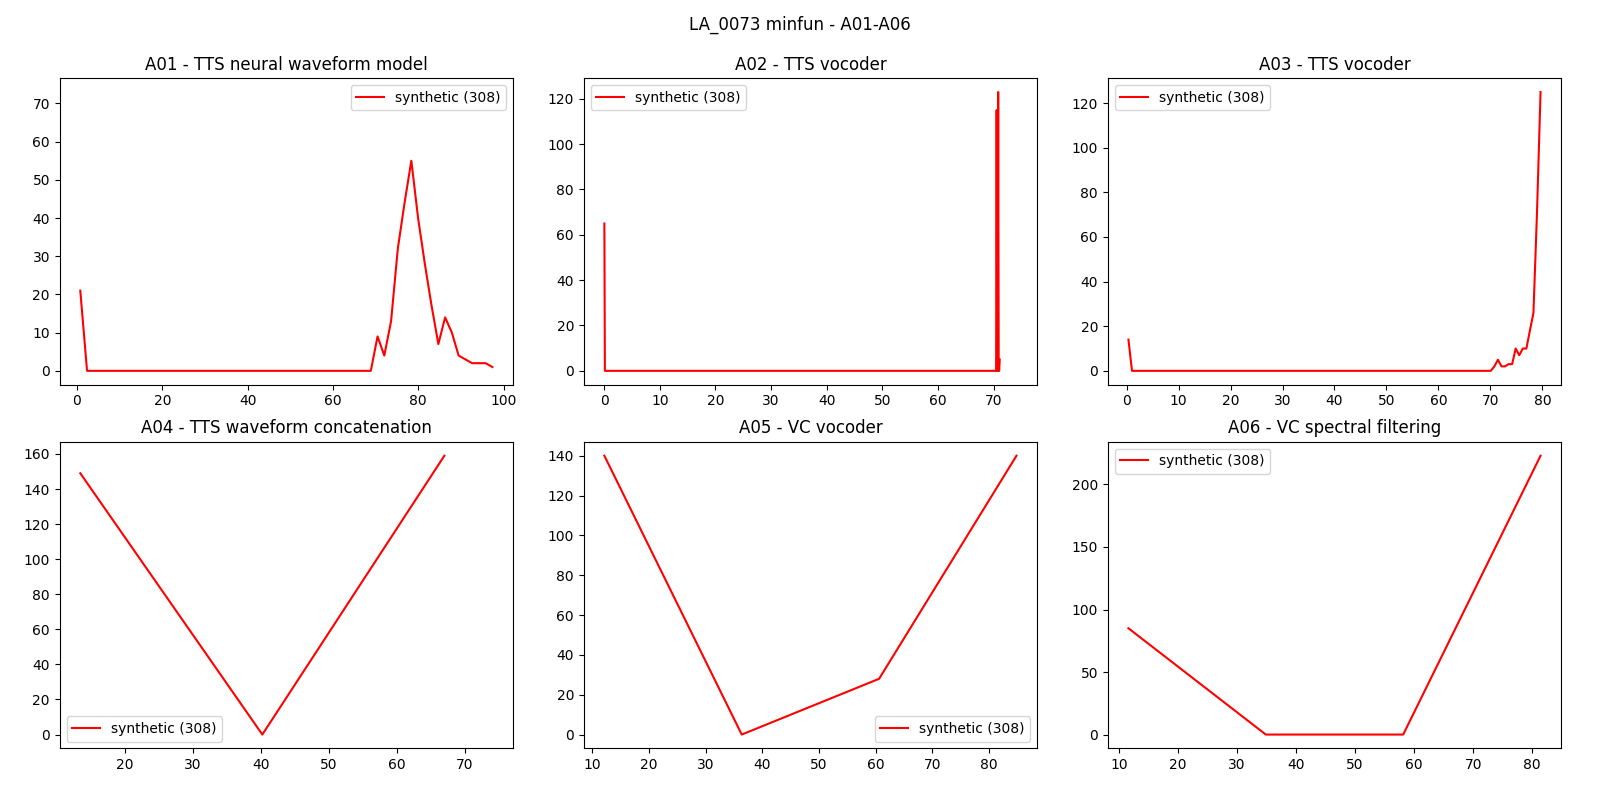 LA_0073 minfun - A01-A06
A01 - TTS neural waveform model
synthetic (308)
70
60
50
40
30
20
10
0
0 20 40 60 80 100
A02 - TTS vocoder
synthetic (308)
120
100
80
60
40
20
0
0 10 20 30 40 50 60 70
A03 - TTS vocoder
synthetic (308)
120
100
80
60
40
20
0
0 10 20 30 40 50 60 70 80
A04 - TTS waveform concatenation
160
140
120
100
80
60
40
20
0
synthetic (308)
20 30 40 50 60 70
A05 - VC vocoder
140
120
100
80
60
40
20
0
synthetic (308)
10 20 30 40 50 60 70 80
A06 - VC spectral filtering
synthetic (308)
200
150
100
50
0
10 20 30 40 50 60 70 80